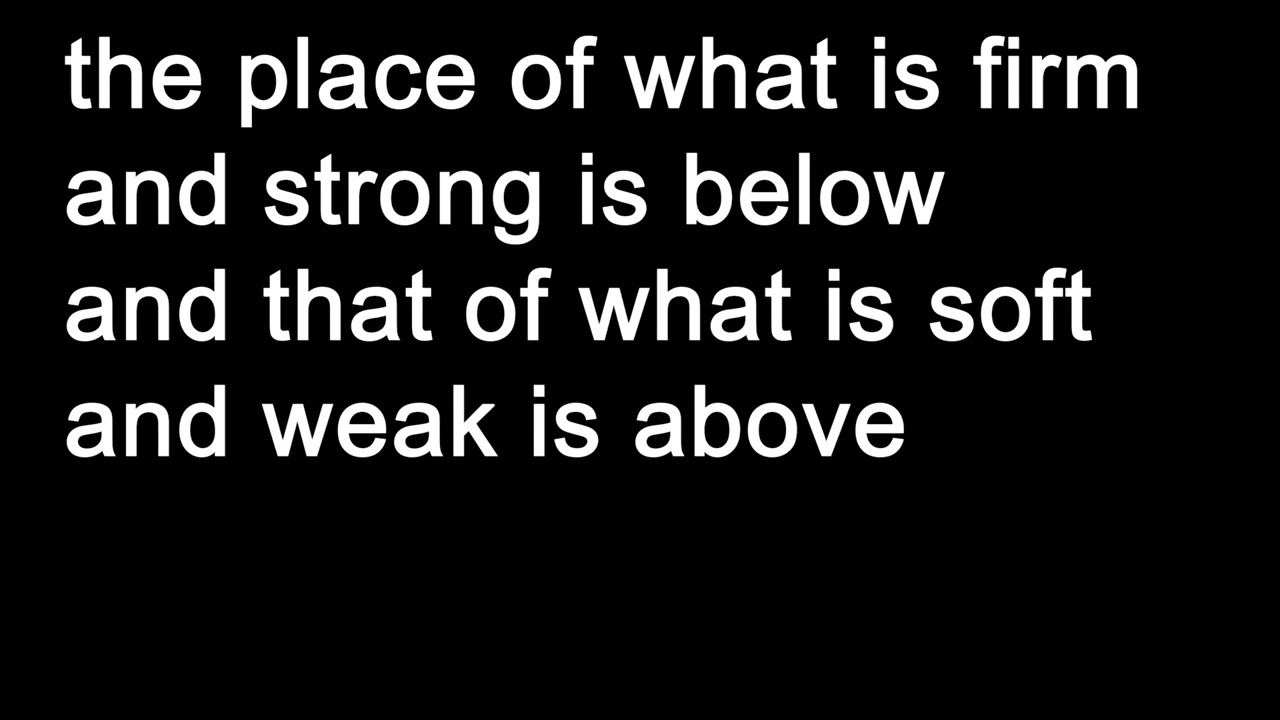 the place of what is firm
and strong is below
and that of what is soft
and weak is above